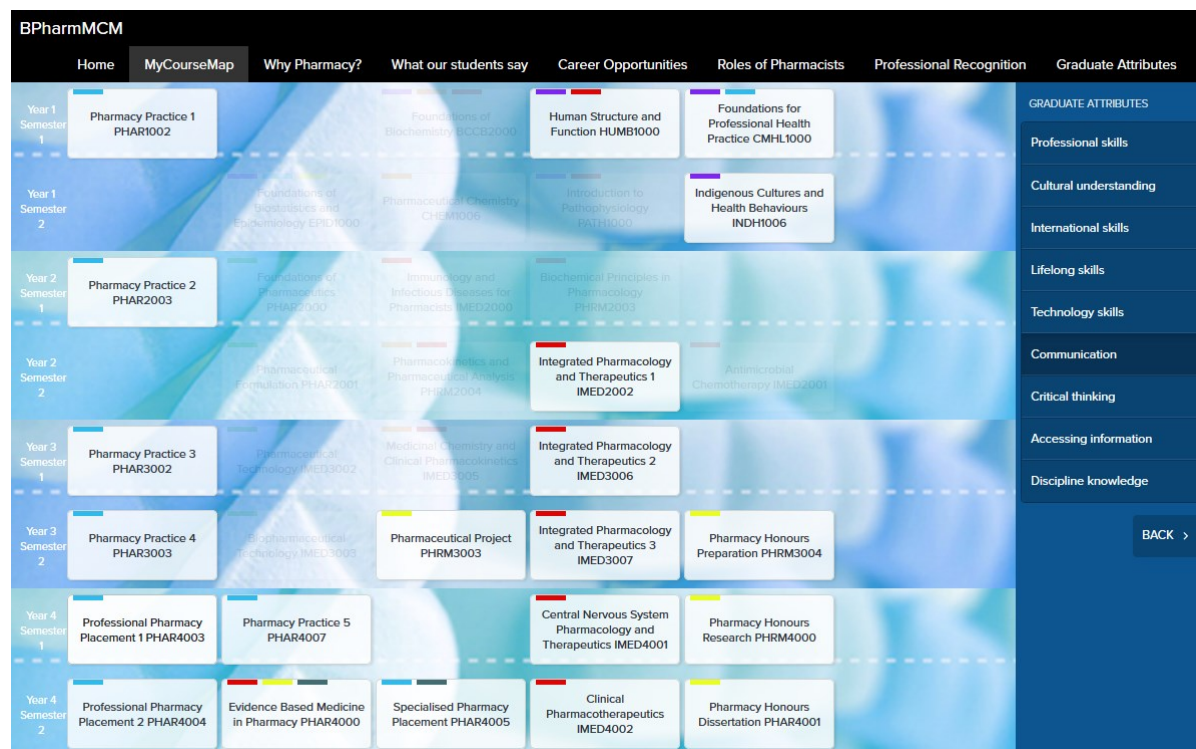 BPharmMCM
Home MyCourseMap Why Pharmacy? What our students say Career Opportunities Roles of Pharmacists Professional Recognition Graduate Attributes
Year 1
Semester
1
Pharmacy Practice 1
PHAR1002
Foundations of
Biochemistry BCCB2000
Human Structure and
Function HUMB1000
Foundations for
Professional Health
Practice CMHL1000
Year 1
Semester
2
Foundations of
Biostatistics and
Epidemiology EPID1000
Pharmaceutical Chemistry
CHEM1006
Introduction to
Pathophysiology
PATH1000
Indigenous Cultures and
Health Behaviours
INDH1006
Year 2
Semester
1
Pharmacy Practice 2
PHAR2003
Foundations of
Pharmaceutics
PHAR2000
Immunology and
Infectious Diseases for
Pharmacists IMED2000
Biochemical Principles in
Pharmacology
PHRM2003
Year 2
Semester
2
Pharmaceutical
Formulation PHAR2001
Pharmacokinetics and
Pharmaceutical Analysis
PHRM2004
Integrated Pharmacology
and Therapeutics 1
IMED2002
Antimicrobial
Chemotherapy IMED2001
Year 3
Semester
1
Pharmacy Practice 3
PHAR3002
Pharmaceutical
Technology IMED3002
Medicinal Chemistry and
Clinical Pharmacokinetics
IMED3005
Integrated Pharmacology
and Therapeutics 2
IMED3006
Year 3
Semester
2
Pharmacy Practice 4
PHAR3003
Biopharmaceutical
Technology IMED3003
Pharmaceutical Project
PHRM3003
Integrated Pharmacology
and Therapeutics 3
IMED3007
Pharmacy Honours
Preparation PHRM3004
Year 4
Semester
1
Professional Pharmacy
Placement 1 PHAR4003
Pharmacy Practice 5
PHAR4007
Central Nervous System
Pharmacology and
Therapeutics IMED4001
Pharmacy Honours
Research PHRM4000
Year 4
Semester
2
Professional Pharmacy
Placement 2 PHAR4004
Evidence Based Medicine
in Pharmacy PHAR4000
Specialised Pharmacy
Placement PHAR4005
Clinical
Pharmacotherapeutics
IMED4002
Pharmacy Honours
Dissertation PHAR4001
GRADUATE ATTRIBUTES
Professional skills
Cultural understanding
International skills
Lifelong skills
Technology skills
Communication
Critical thinking
Accessing information
Discipline knowledge
BACK >